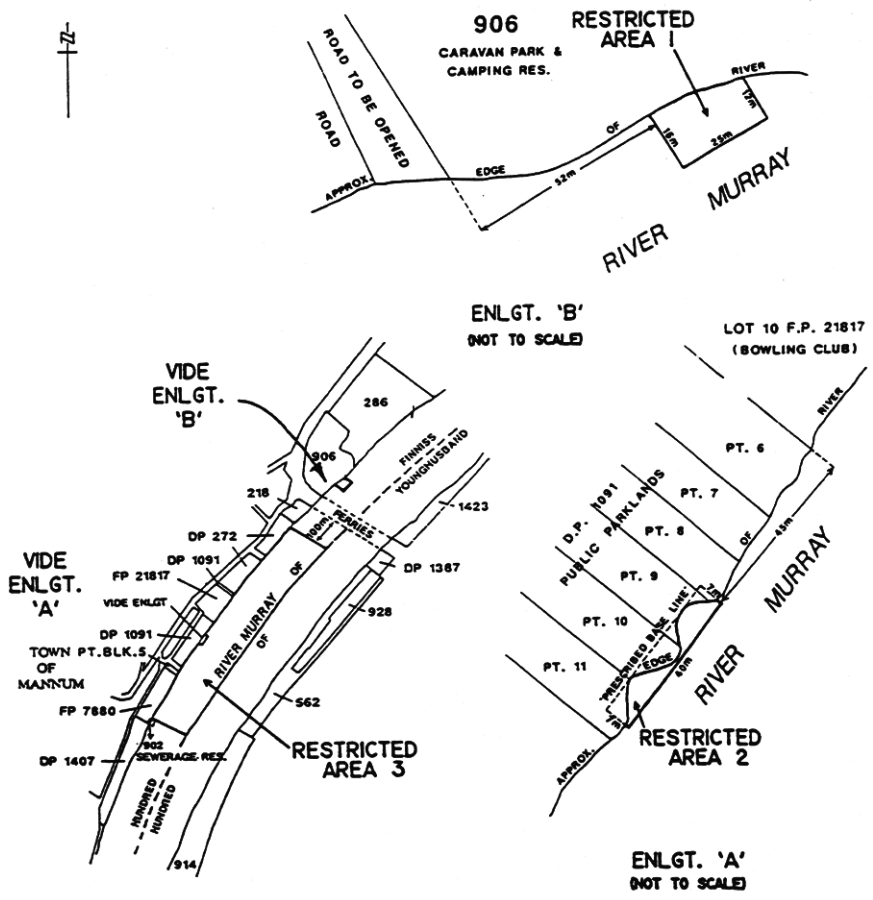 N
906
CARAVAN PARK &
CAMPING RES.
RESTRICTED
AREA 1
ROAD TO BE OPENED
ROAD
APPROX. EDGE OF RIVER
16m
12m
25m
52m
RIVER MURRAY
ENLGT. 'B'
(NOT TO SCALE)
VIDE
ENLGT.
'B'
286
906
FINNISS
YOUNGHUSBAND
218
100m
FERRIES
1423
DP 272
DP 1091
FP 21817
VIDE ENLGT
VIDE
ENLGT.
'A'
DP 1091
TOWN PT.BLK.S
OF
MANNUM
FP 7880
DP 1407
902
SEWERAGE RES.
RIVER MURRAY
OF
OF
DP 1387
928
562
RESTRICTED
AREA 3
HUNDRED
HUNDRED
914
LOT 10 F.P. 21817
(BOWLING CLUB)
PT. 6
PT. 7
PT. 8
PT. 9
PT. 10
PT. 11
D.P. 1091
PUBLIC PARKLANDS
'PRESCRIBED BASE LINE'
7m
7m
45m
40m
APPROX. EDGE OF RIVER
RIVER MURRAY
RESTRICTED
AREA 2
ENLGT. 'A'
(NOT TO SCALE)